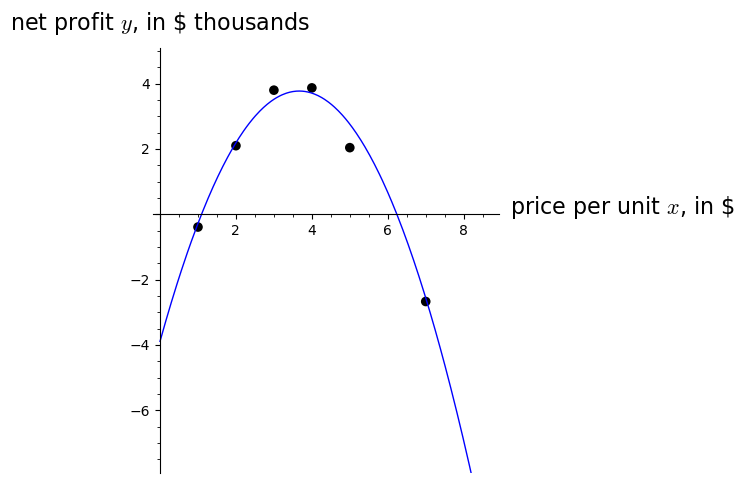 net profit y, in $ thousands
4
2
price per unit x, in $
2 4 6 8
−2
−4
−6